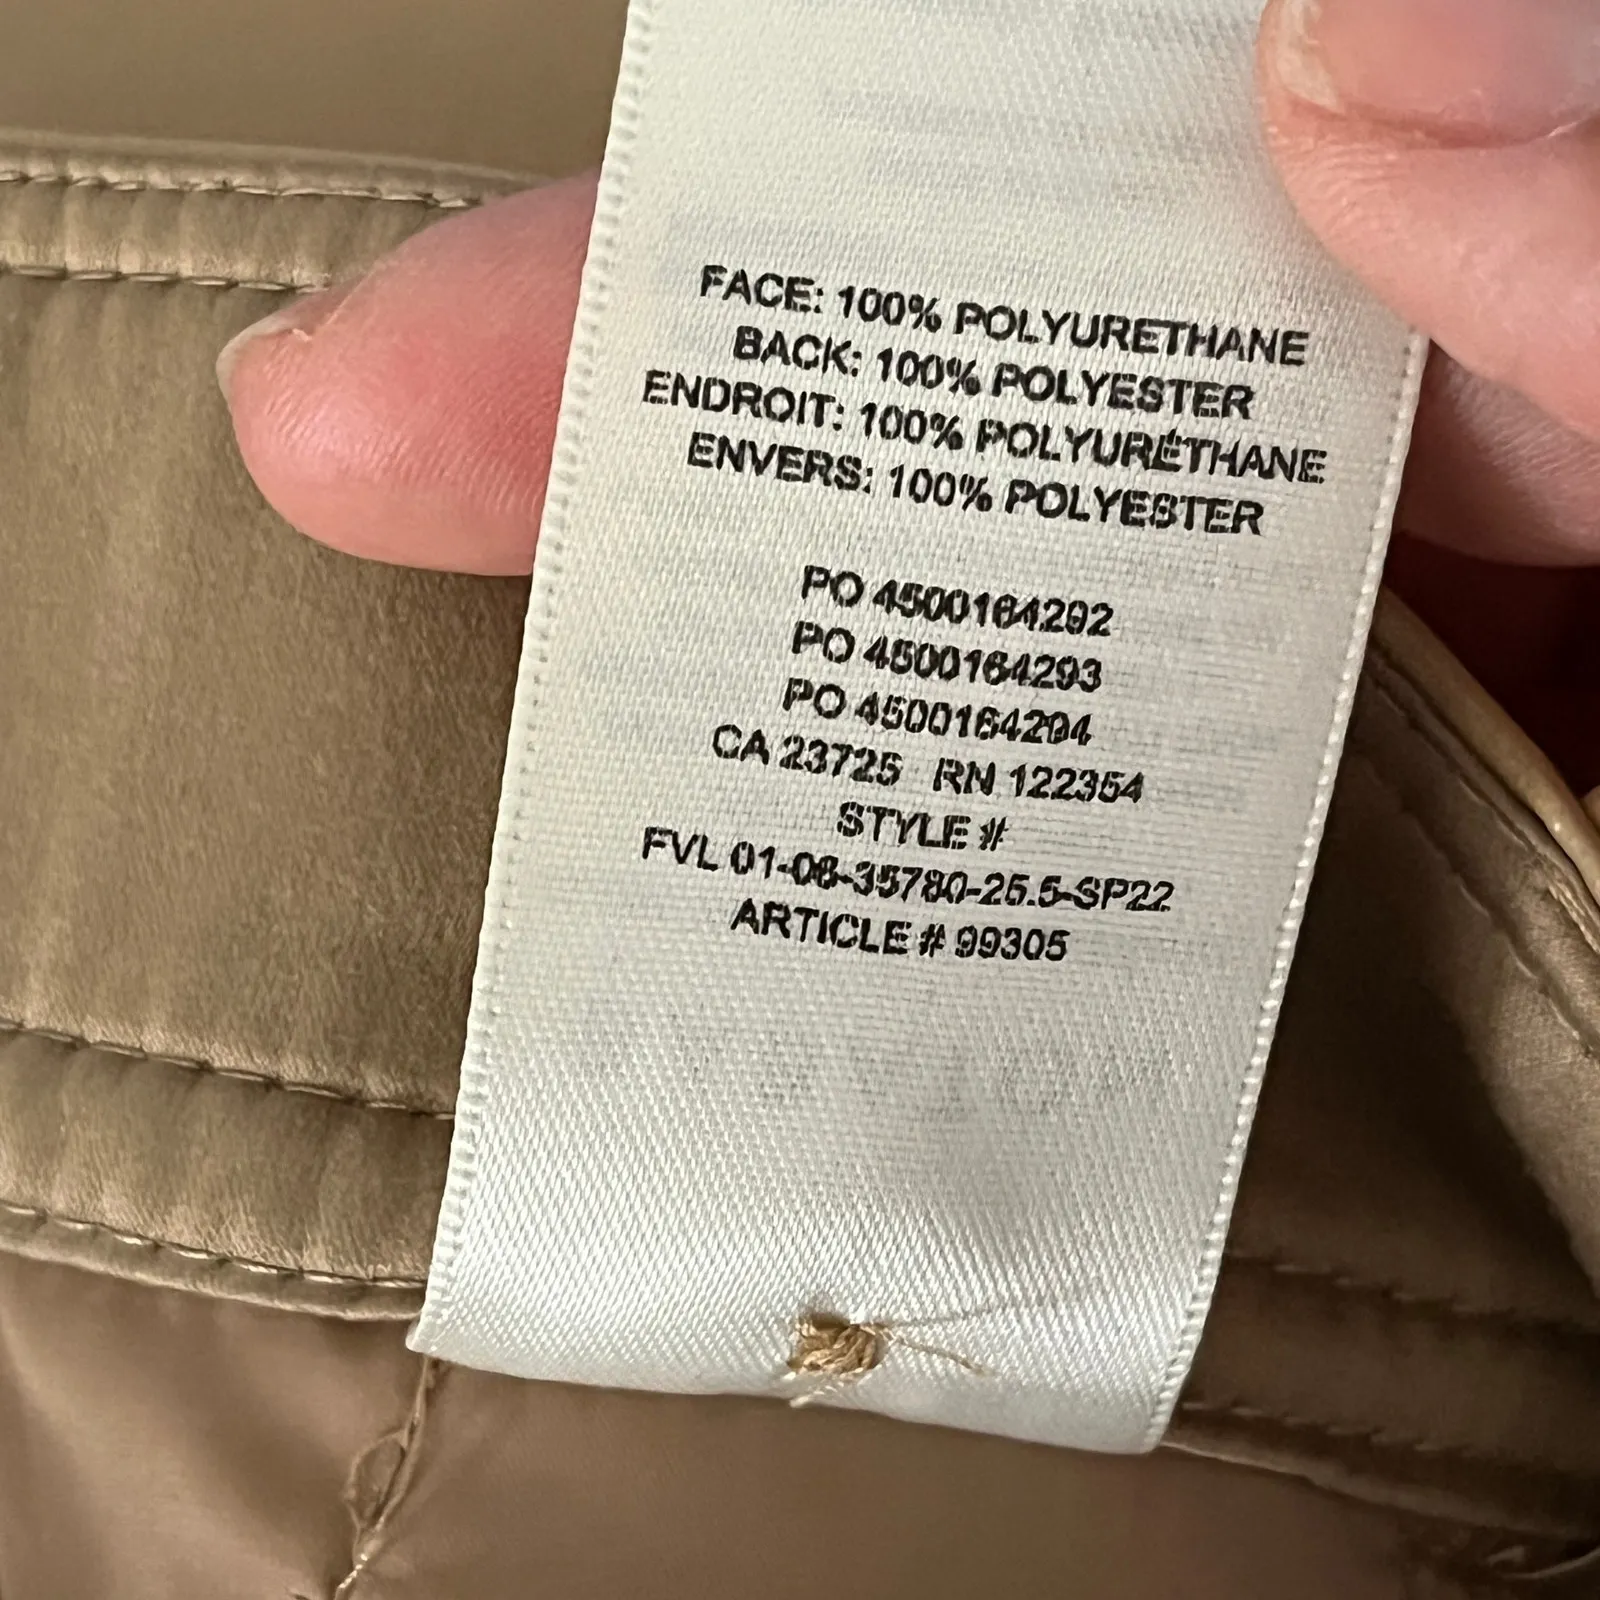 FACE: 100% POLYURETHANE
BACK: 100% POLYESTER
ENDROIT: 100% POLYURÉTHANE
ENVERS: 100% POLYESTER
PO 4500164292
PO 4500164293
PO 4500164294
CA 23725 RN 122354
STYLE #
FVL 01-08-35780-25.5-SP22
ARTICLE # 99305